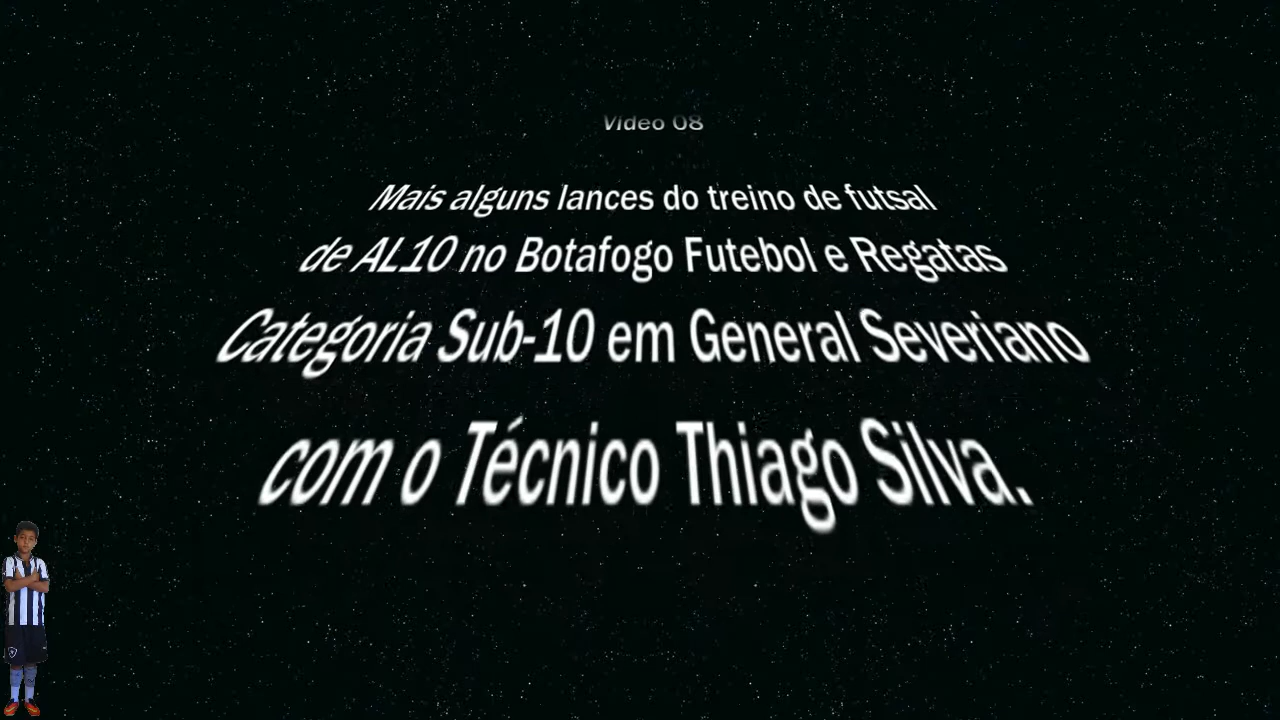 Vídeo 08
Mais alguns lances do treino de futsal
de AL10 no Botafogo Futebol e Regatas
Categoria Sub-10 em General Severiano
com o Técnico Thiago Silva.